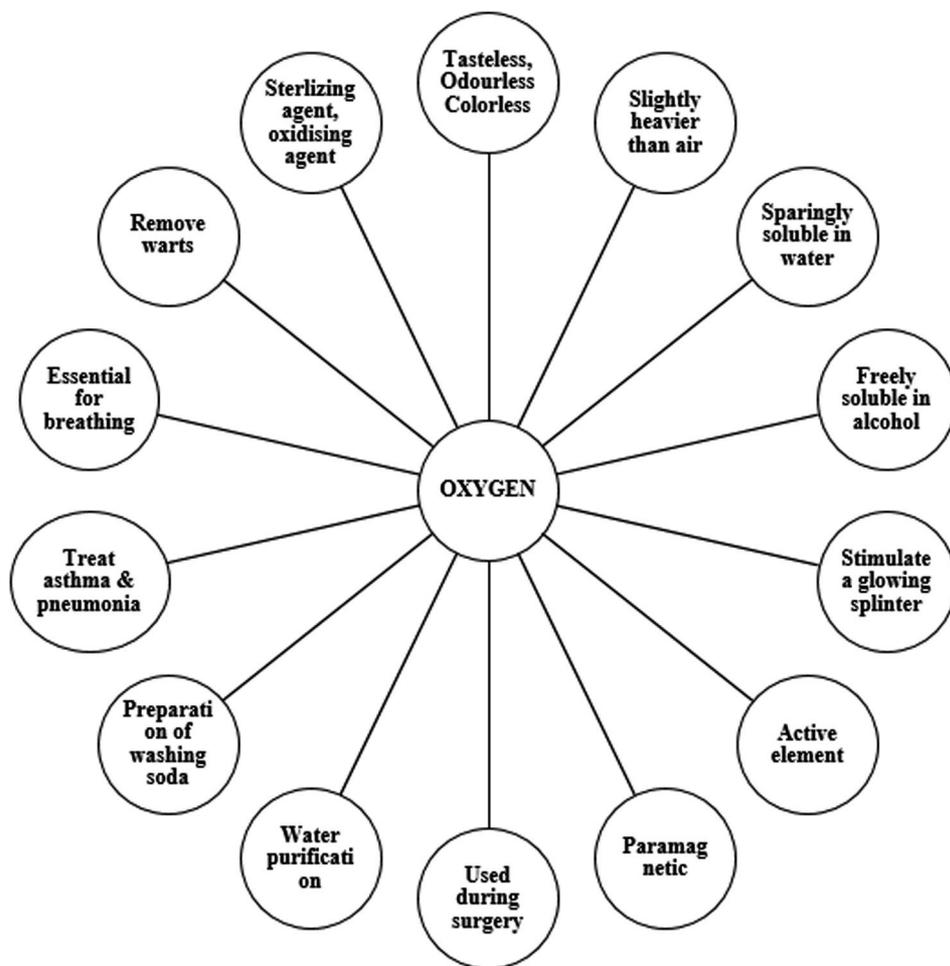 Tasteless,
Odourless
Colorless
Slightly
heavier
than air
Sparingly
soluble in
water
Freely
soluble in
alcohol
Stimulate
a glowing
splinter
Active
element
Paramag
netic
Used
during
surgery
Water
purificati
on
Preparati
on of
washing
soda
Treat
asthma &
pneumonia
Essential
for
breathing
Remove
warts
Sterlizing
agent,
oxidising
agent
OXYGEN